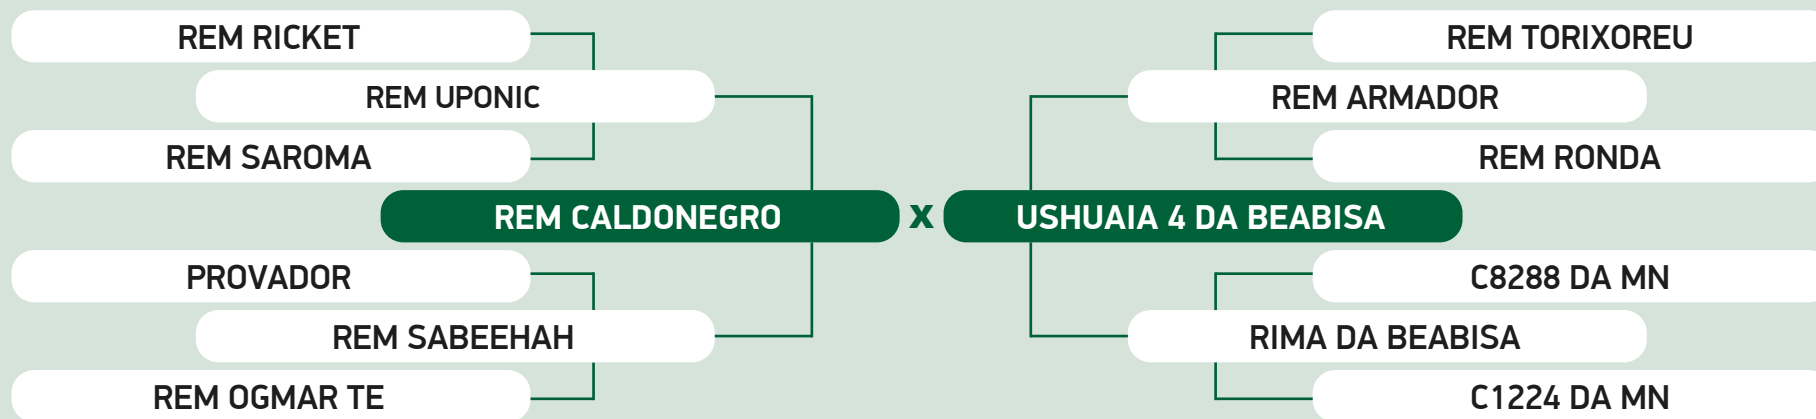 REM RICKET
REM TORIXOREU
REM UPONIC
REM ARMADOR
REM SAROMA
REM RONDA
REM CALDONEGRO X USHUAIA 4 DA BEABISA
PROVADOR
C8288 DA MN
REM SABEEHAH
RIMA DA BEABISA
REM OGMAR TE
C1224 DA MN